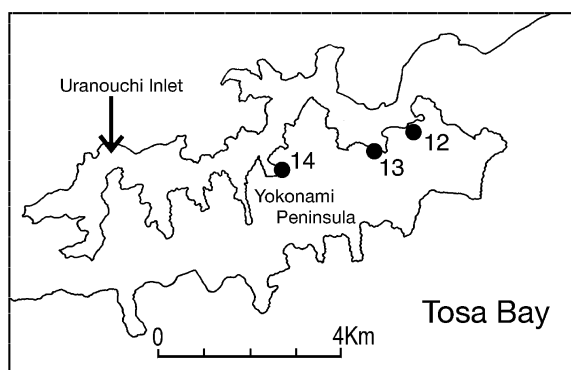 Uranouchi Inlet
12
13
14
Yokonami
Peninsula
Tosa Bay
0 4Km